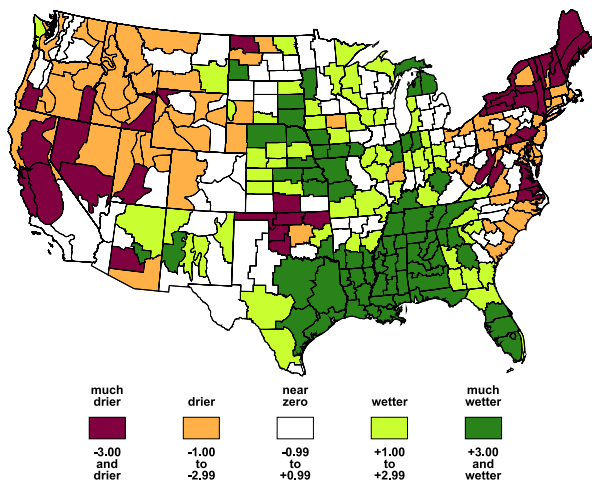 much drier
drier
near zero
wetter
much wetter
-3.00 and drier
-1.00 to -2.99
-0.99 to +0.99
+1.00 to +2.99
+3.00 and wetter